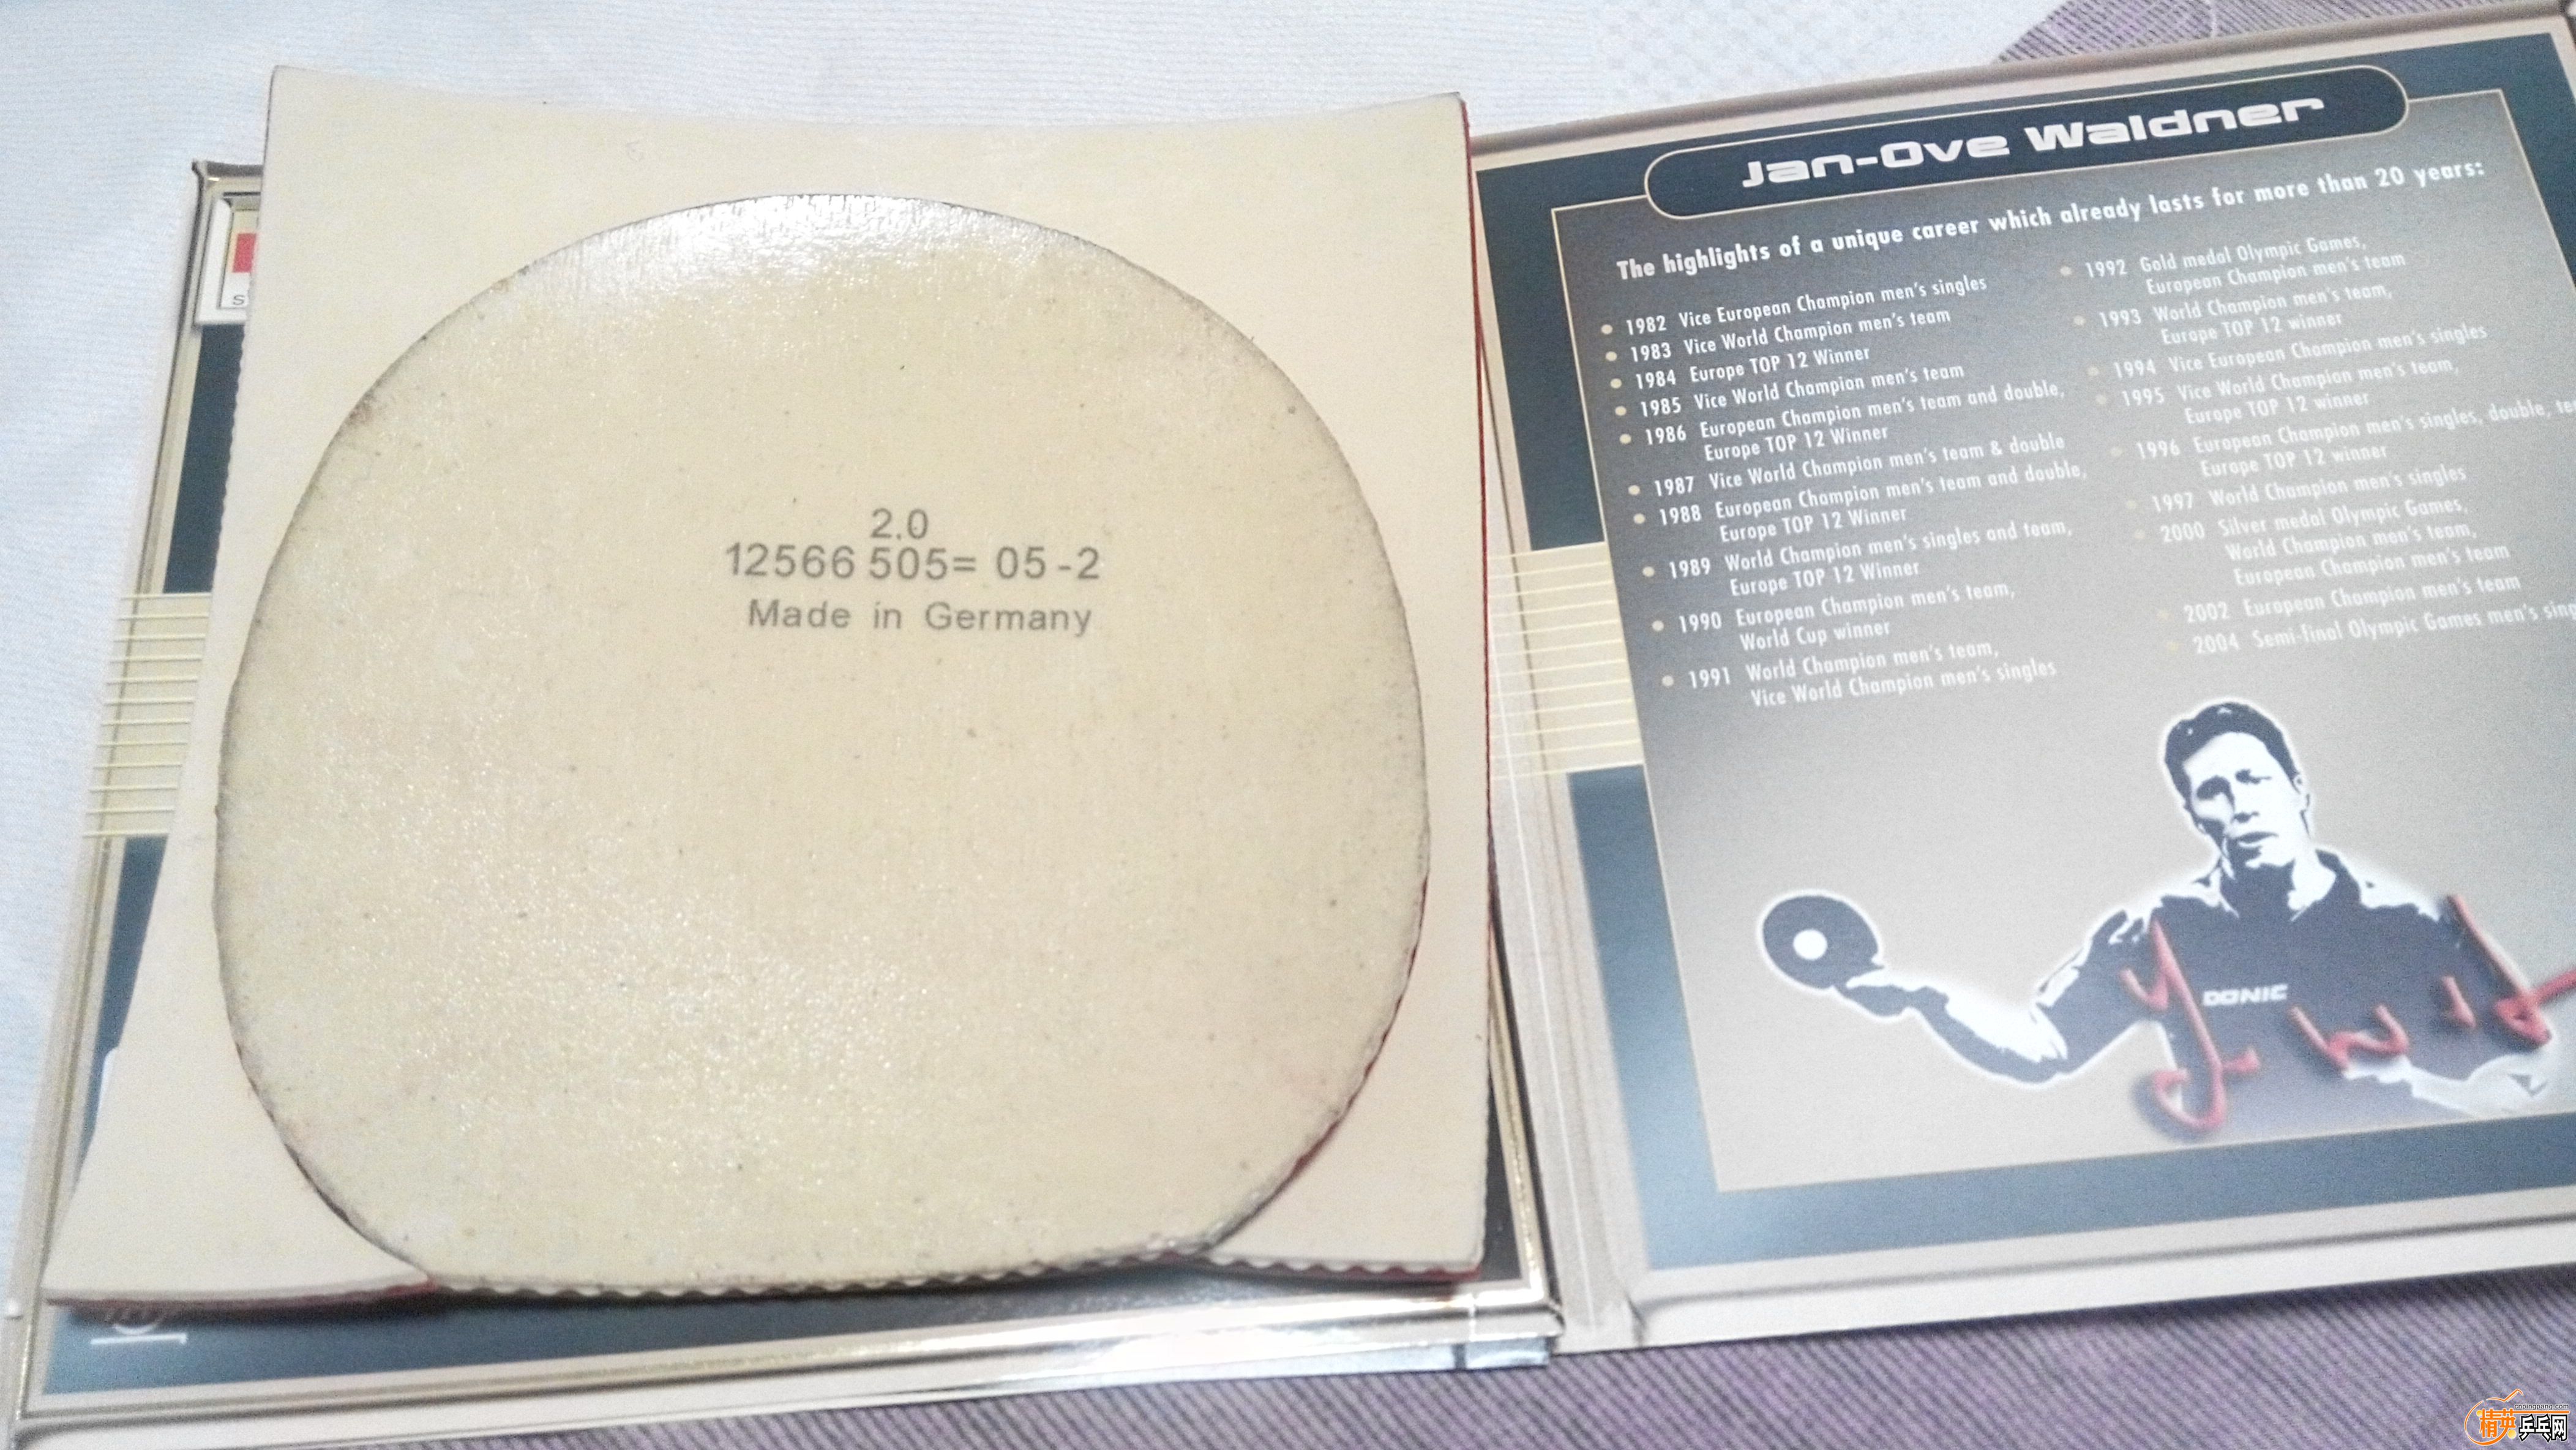 2.0
12566 505= 05 -2
Made in Germany
Jan-Ove Waldner
The highlights of a unique career which already lasts for more than 20 years:
1982 Vice European Champion men's singles
1983 Vice World Champion men's team
1984 Europe TOP 12 Winner
1985 Vice World Champion men's team
1986 European Champion men's team and double,
Europe TOP 12 Winner
1987 Vice World Champion men's team & double
1988 European Champion men's team and double,
Europe TOP 12 Winner
1989 World Champion men's singles and team,
Europe TOP 12 Winner
1990 European Champion men's team,
World Cup winner
1991 World Champion men's team,
Vice World Champion men's singles
1992 Gold medal Olympic Games,
European Champion men's team
1993 World Champion men's team,
Europe TOP 12 winner
1994 Vice European Champion men's singles
1995 Vice World Champion men's team,
Europe TOP 12 winner
1996 European Champion men's singles, double,
Europe TOP 12 winner
1997 World Champion men's singles
2000 Silver medal Olympic Games,
World Champion men's team,
European Champion men's team
2002 European Champion men's team
2004 Semi-final Olympic Games men's
DONIC
cnpingpang.com
精英乒乓网